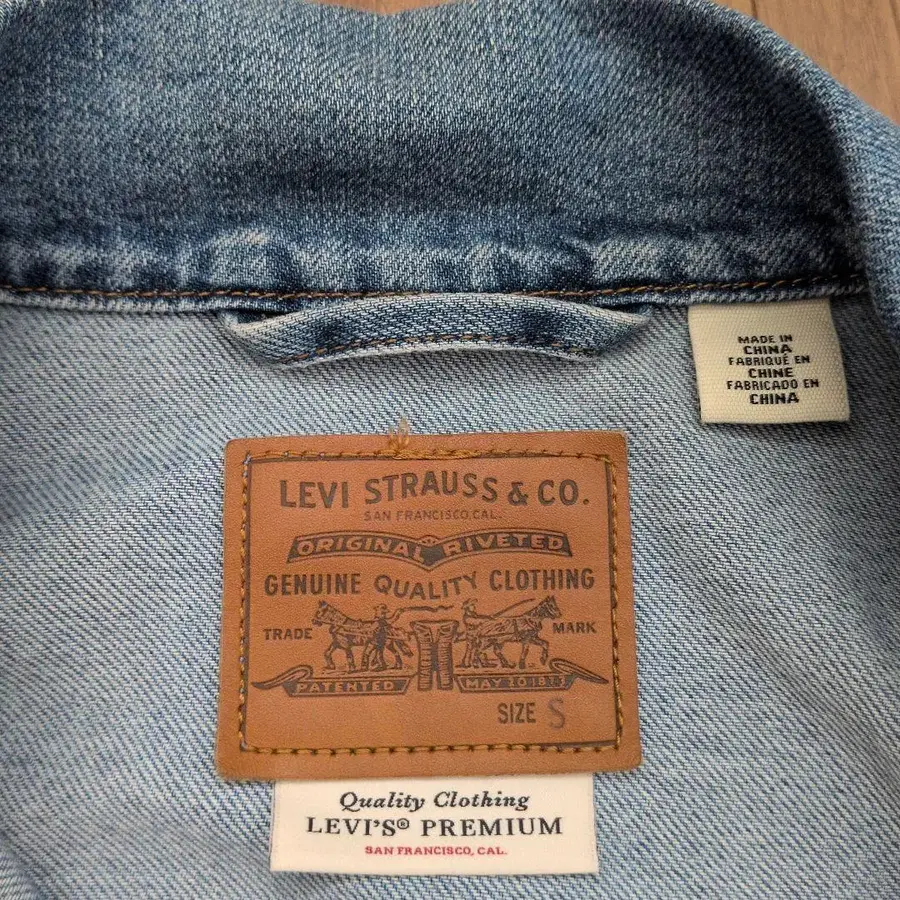 MADE IN
CHINA
FABRIQUÉ EN
CHINE
FABRICADO EN
CHINA
LEVI STRAUSS & CO.
SAN FRANCISCO, CAL.
ORIGINAL RIVETED
GENUINE QUALITY CLOTHING
TRADE MARK
PATENTED MAY 20 1873
SIZE S
Quality Clothing
LEVI'S® PREMIUM
SAN FRANCISCO, CAL.